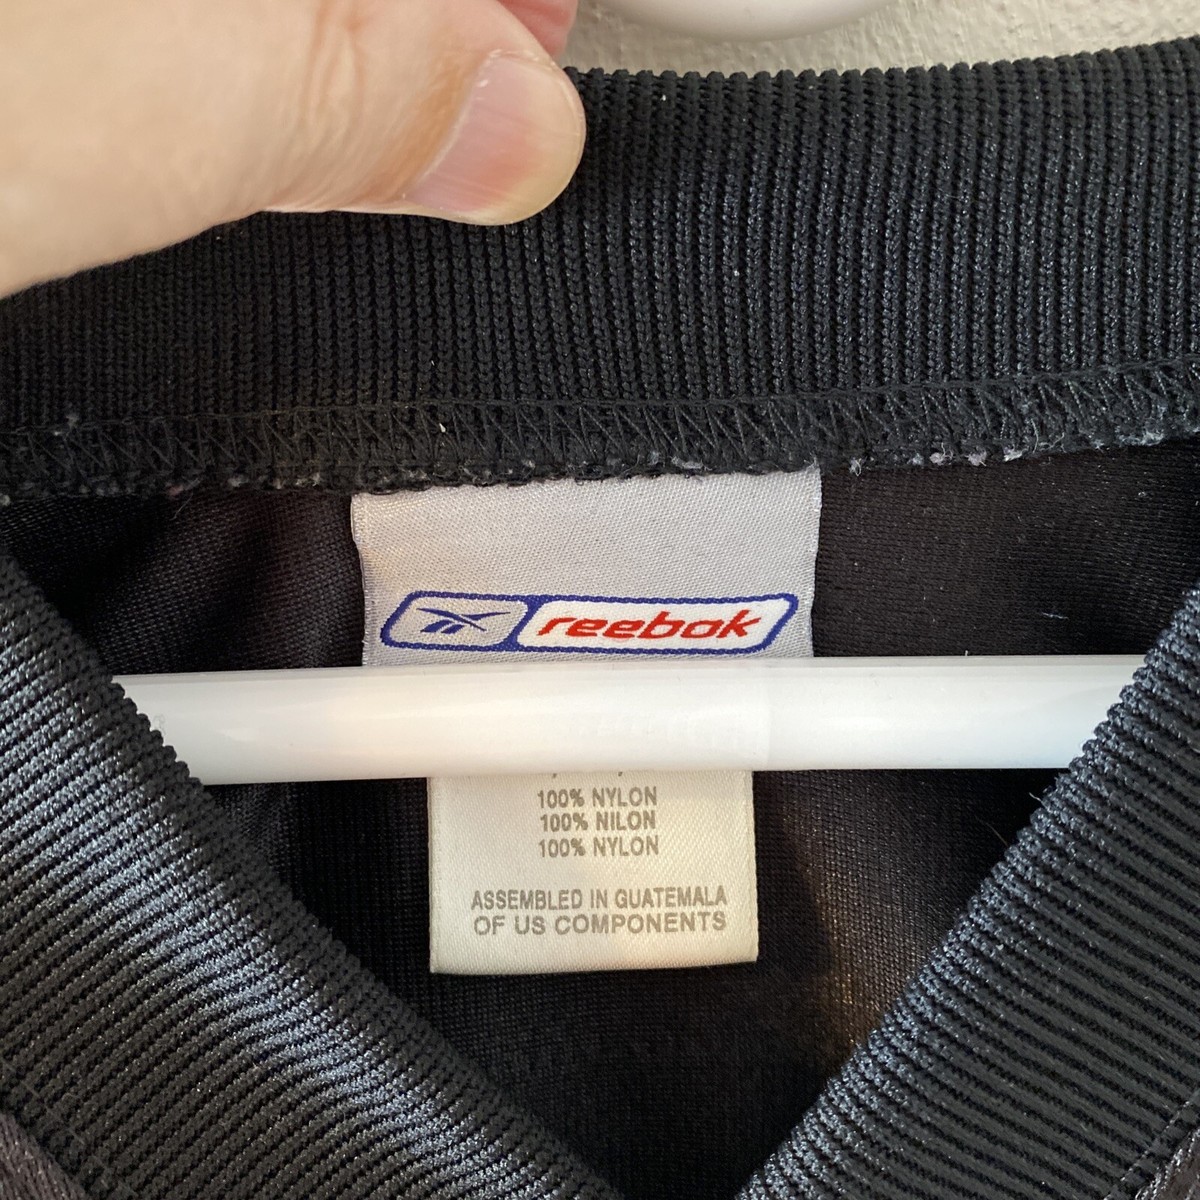 reebok
100% NYLON
100% NILON
100% NYLON
ASSEMBLED IN GUATEMALA
OF US COMPONENTS